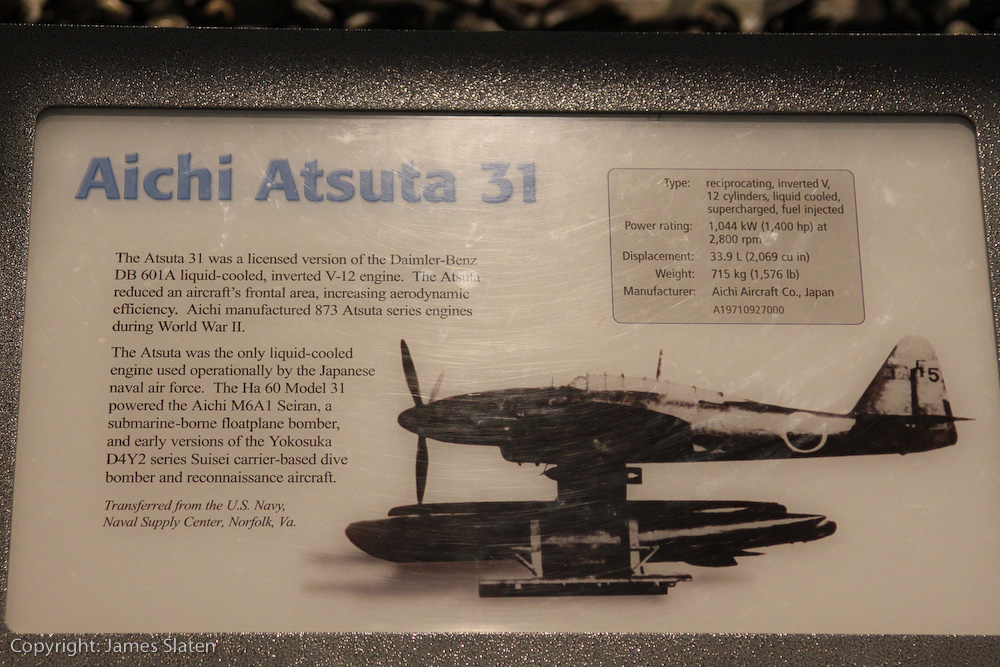 Aichi Atsuta 31
The Atsuta 31 was a licensed version of the Daimler-Benz
DB 601A liquid-cooled, inverted V-12 engine. The Atsuta
reduced an aircraft's frontal area, increasing aerodynamic
efficiency. Aichi manufactured 873 Atsuta series engines
during World War II.
The Atsuta was the only liquid-cooled
engine used operationally by the Japanese
naval air force. The Ha 60 Model 31
powered the Aichi M6A1 Seiran, a
submarine-borne floatplane bomber,
and early versions of the Yokosuka
D4Y2 series Suisei carrier-based dive
bomber and reconnaissance aircraft.
Transferred from the U.S. Navy,
Naval Supply Center, Norfolk, Va.
Type: reciprocating, inverted V,
12 cylinders, liquid cooled,
supercharged, fuel injected
Power rating: 1,044 kW (1,400 hp) at
2,800 rpm
Displacement: 33.9 L (2,069 cu in)
Weight: 715 kg (1,576 lb)
Manufacturer: Aichi Aircraft Co., Japan
A19710927000
Copyright: James Slaten